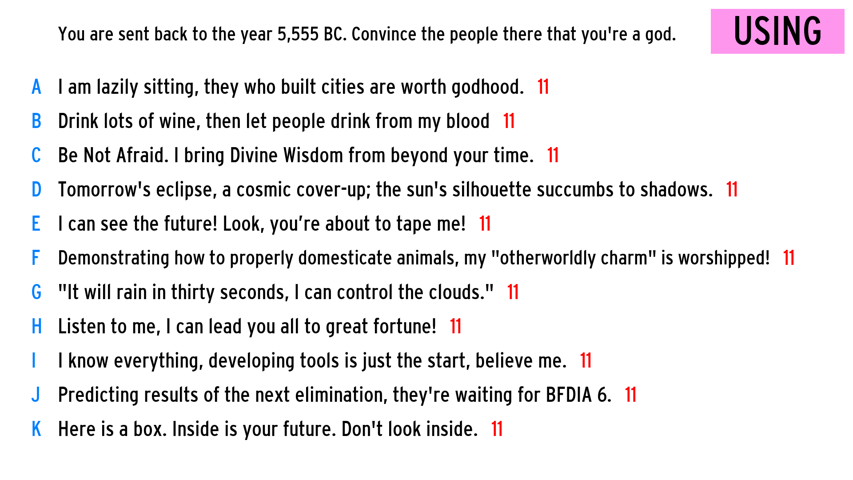 You are sent back to the year 5,555 BC. Convince the people there that you're a god.
USING
A I am lazily sitting, they who built cities are worth godhood. 11
B Drink lots of wine, then let people drink from my blood 11
C Be Not Afraid. I bring Divine Wisdom from beyond your time. 11
D Tomorrow's eclipse, a cosmic cover-up; the sun's silhouette succumbs to shadows. 11
E I can see the future! Look, you’re about to tape me! 11
F Demonstrating how to properly domesticate animals, my "otherworldly charm" is worshipped! 11
G "It will rain in thirty seconds, I can control the clouds." 11
H Listen to me, I can lead you all to great fortune! 11
I I know everything, developing tools is just the start, believe me. 11
J Predicting results of the next elimination, they're waiting for BFDIA 6. 11
K Here is a box. Inside is your future. Don't look inside. 11